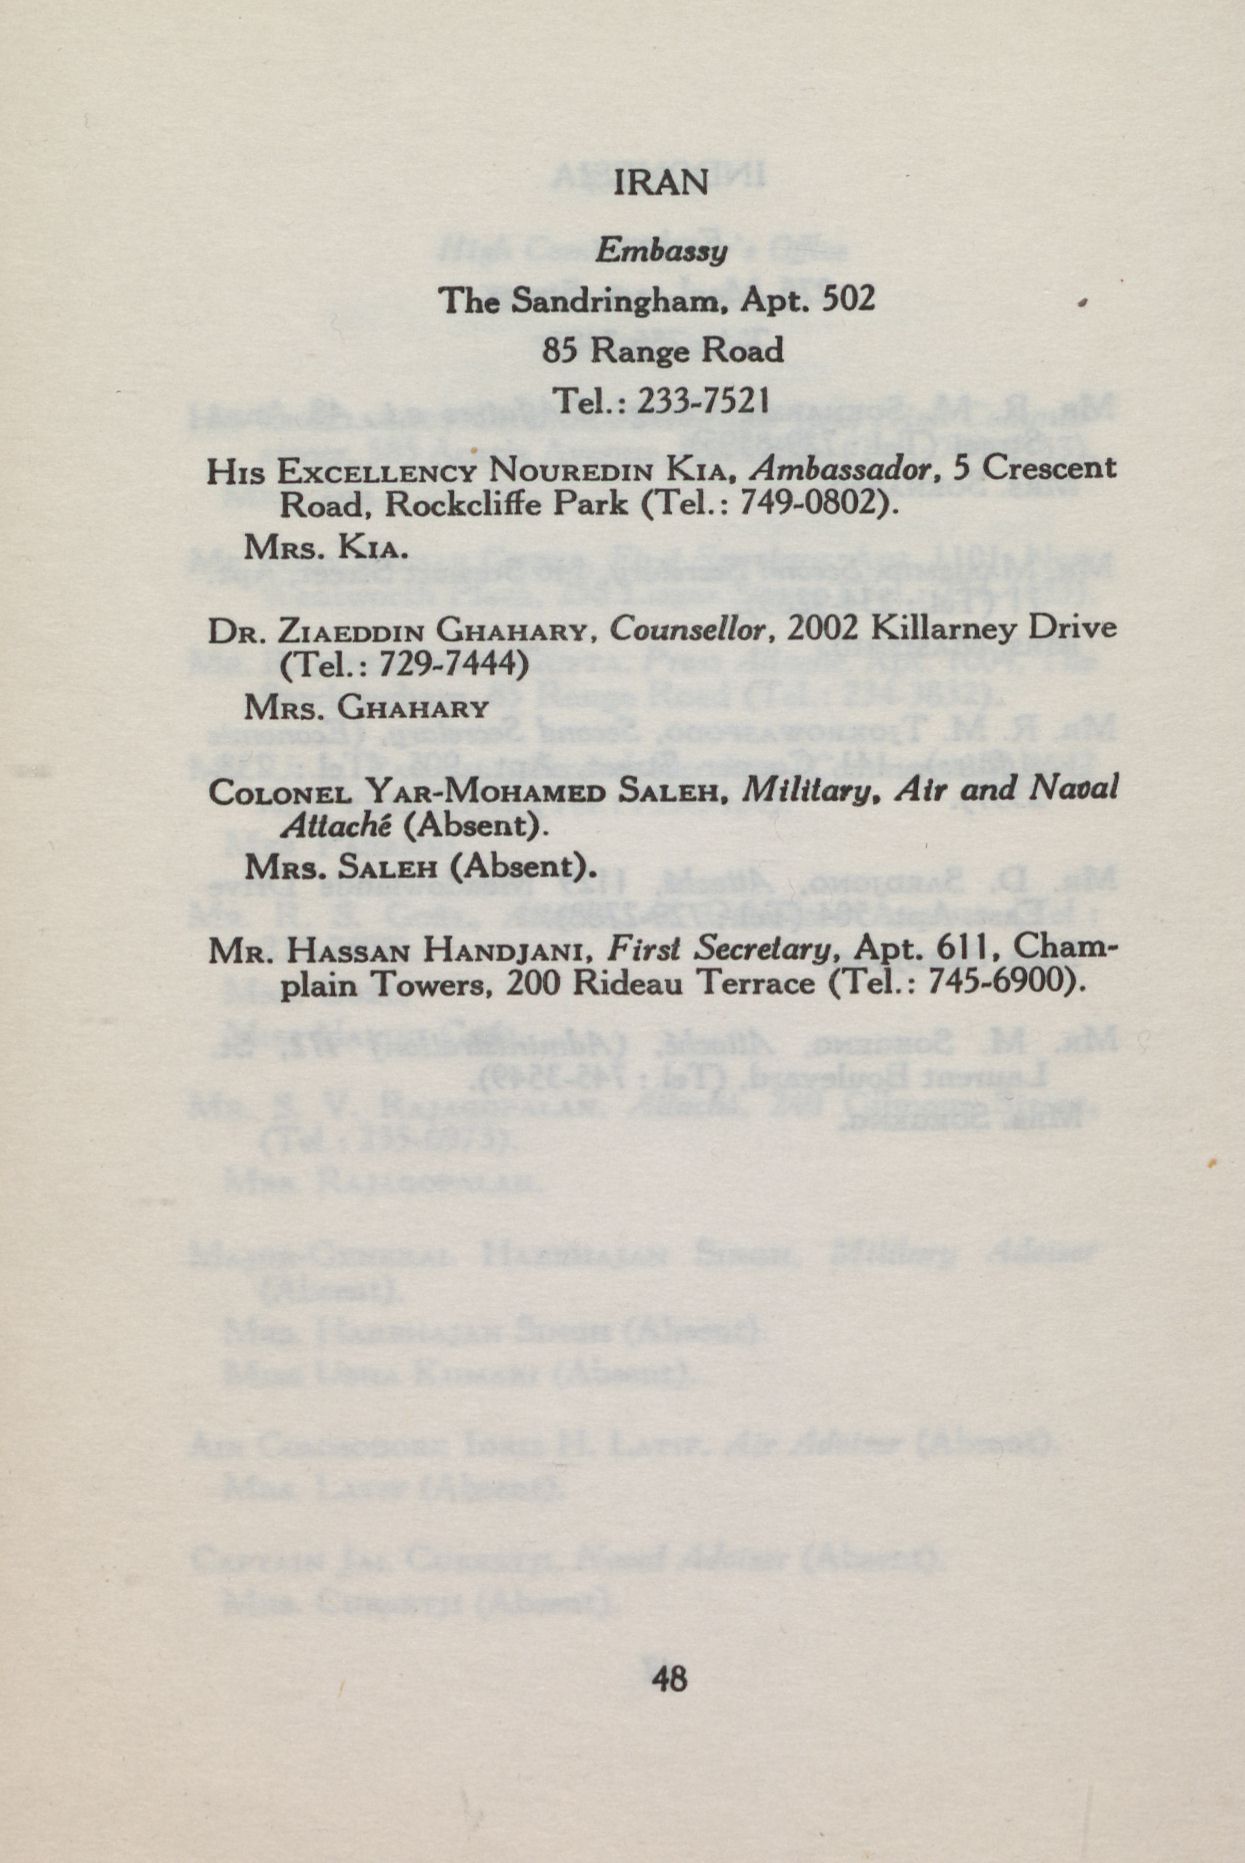 IRAN
Embassy
The Sandringham, Apt. 502
85 Range Road
Tel.: 233-7521
HIS EXCELLENCY NOUREDIN KIA, Ambassador, 5 Crescent
Road, Rockcliffe Park (Tel.: 749-0802).
MRS. KIA.
DR. ZIAEDDIN GHAHARY, Counsellor, 2002 Killarney Drive
(Tel.: 729-7444)
MRS. GHAHARY
COLONEL YAR-MOHAMED SALEH, Military, Air and Naval
Attaché (Absent).
MRS. SALEH (Absent).
MR. HASSAN HANDJANI, First Secretary, Apt. 611, Cham-
plain Towers, 200 Rideau Terrace (Tel.: 745-6900).
48